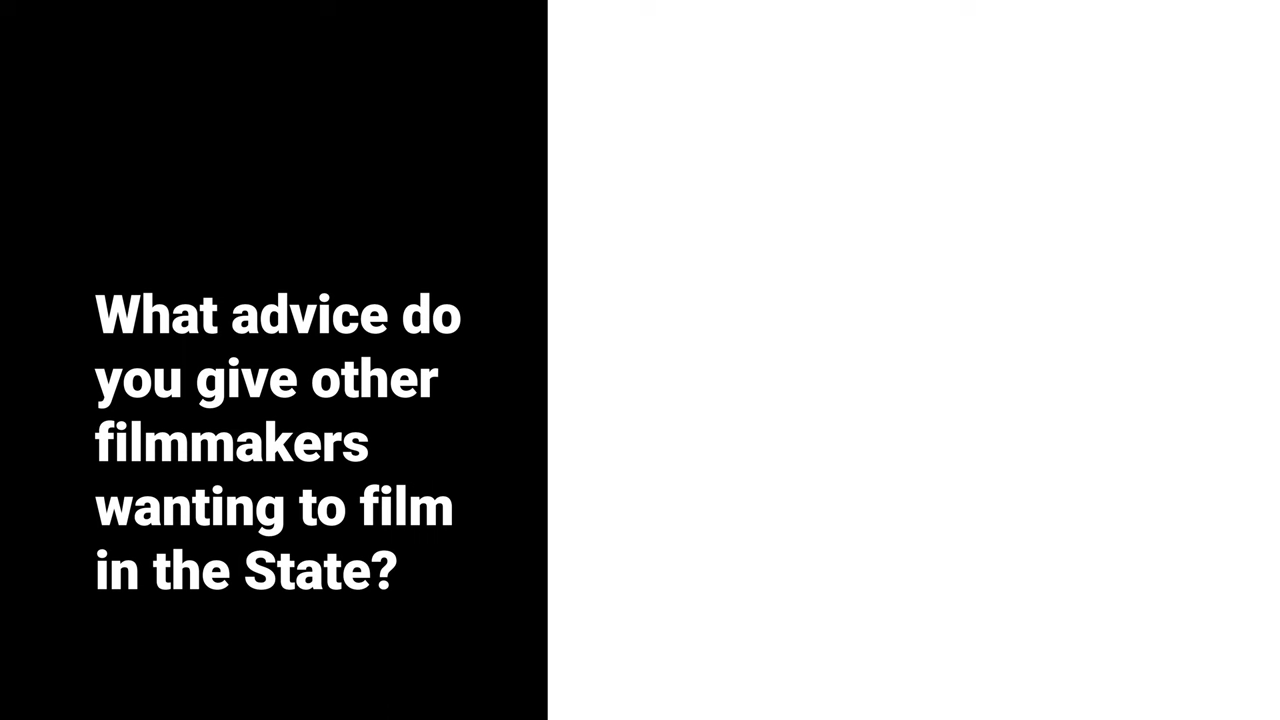 What advice do
you give other
filmmakers
wanting to film
in the State?